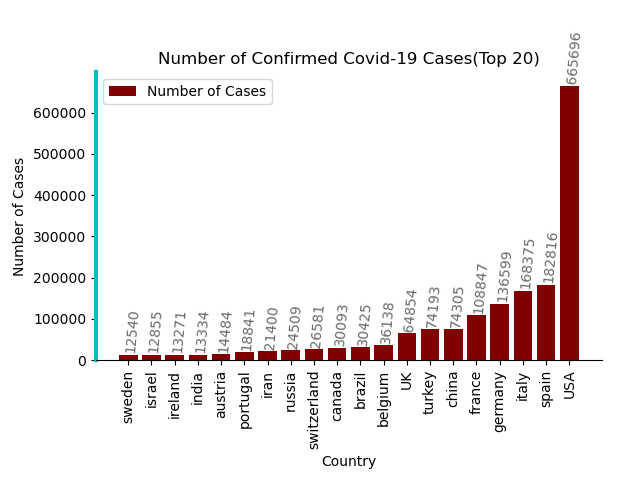 Number of Confirmed Covid-19 Cases(Top 20)
Number of Cases
Number of Cases
600000
500000
400000
300000
200000
100000
0
12540
12855
13271
13334
14484
18841
21400
24509
26581
30093
30425
36138
64854
74193
74305
108847
136599
168375
182816
665696
sweden
israel
ireland
india
austria
portugal
iran
russia
switzerland
canada
brazil
belgium
UK
turkey
china
france
germany
italy
spain
USA
Country